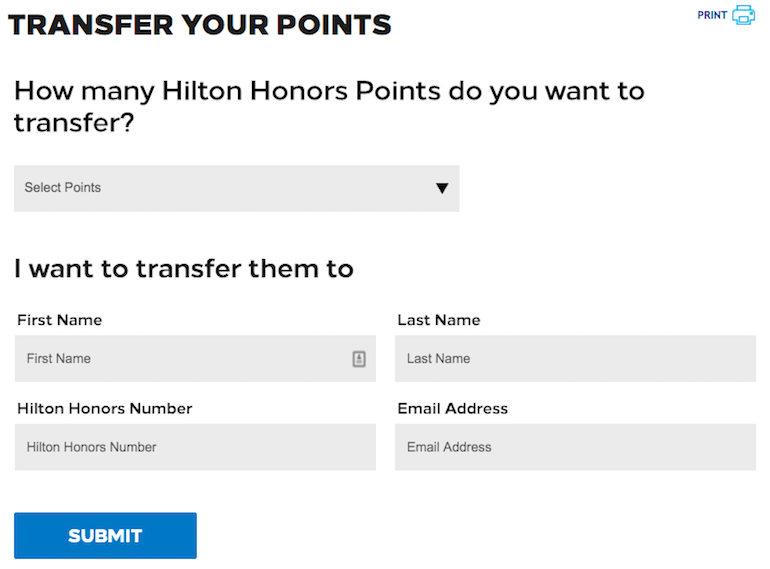 TRANSFER YOUR POINTS
PRINT
How many Hilton Honors Points do you want to
transfer?
Select Points
I want to transfer them to
First Name
Last Name
First Name
Last Name
Hilton Honors Number
Email Address
Hilton Honors Number
Email Address
SUBMIT